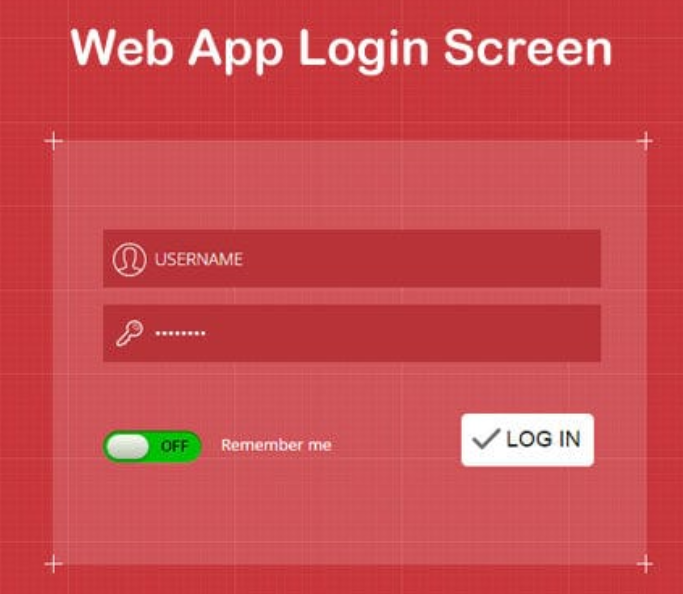 Web App Login Screen
USERNAME
••••••••
OFF
Remember me
LOG IN